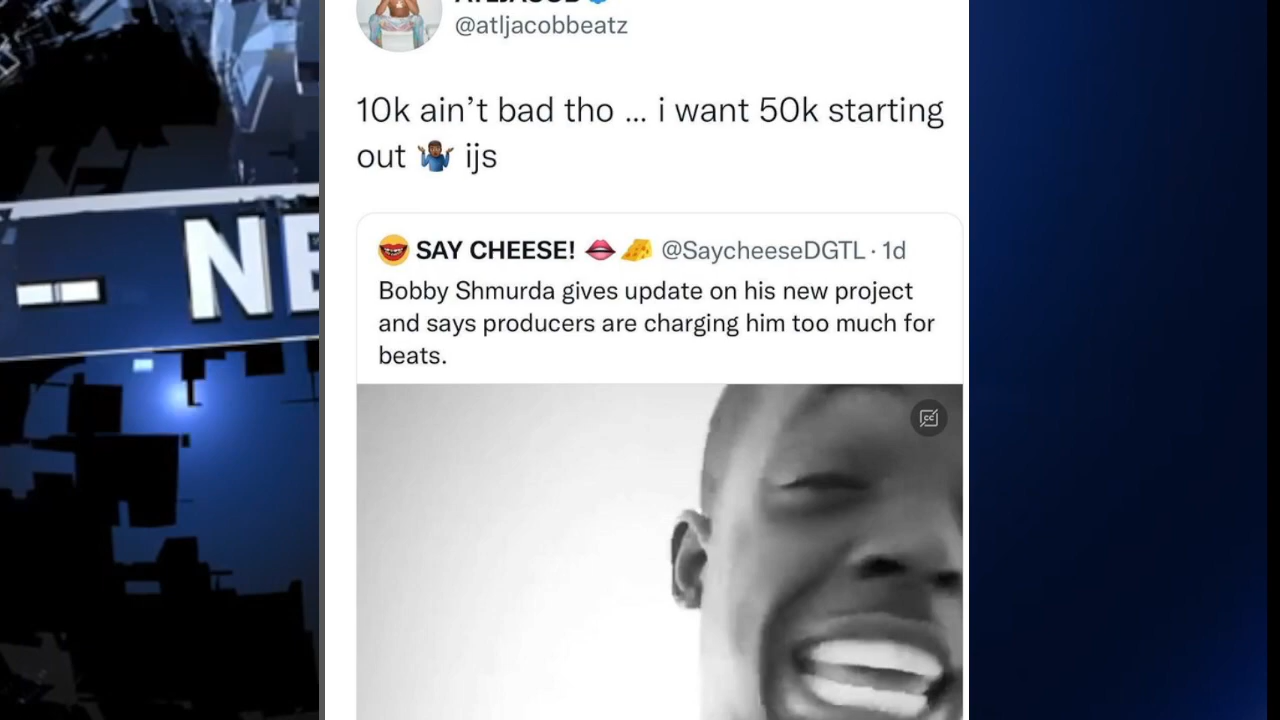 @atljacobbeatz
10k ain’t bad tho ... i want 50k starting
out 🤷🏾‍♂️ ijs
SAY CHEESE! 👄🧀 @SaycheeseDGTL · 1d
Bobby Shmurda gives update on his new project
and says producers are charging him too much for
beats.
CC